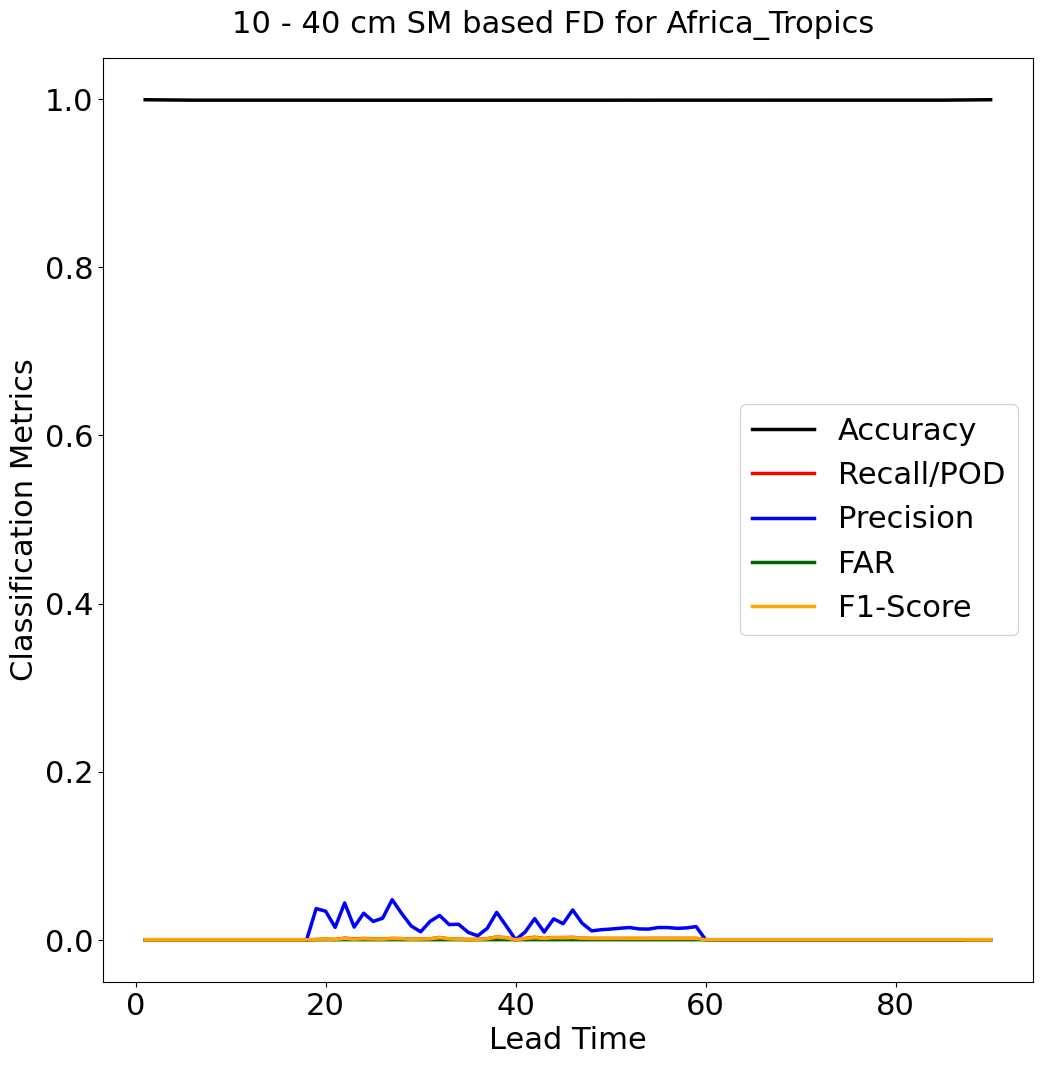 10 - 40 cm SM based FD for Africa_Tropics
Classification Metrics
1.0
0.8
0.6
0.4
0.2
0.0
Accuracy
Recall/POD
Precision
FAR
F1-Score
0 20 40 60 80
Lead Time